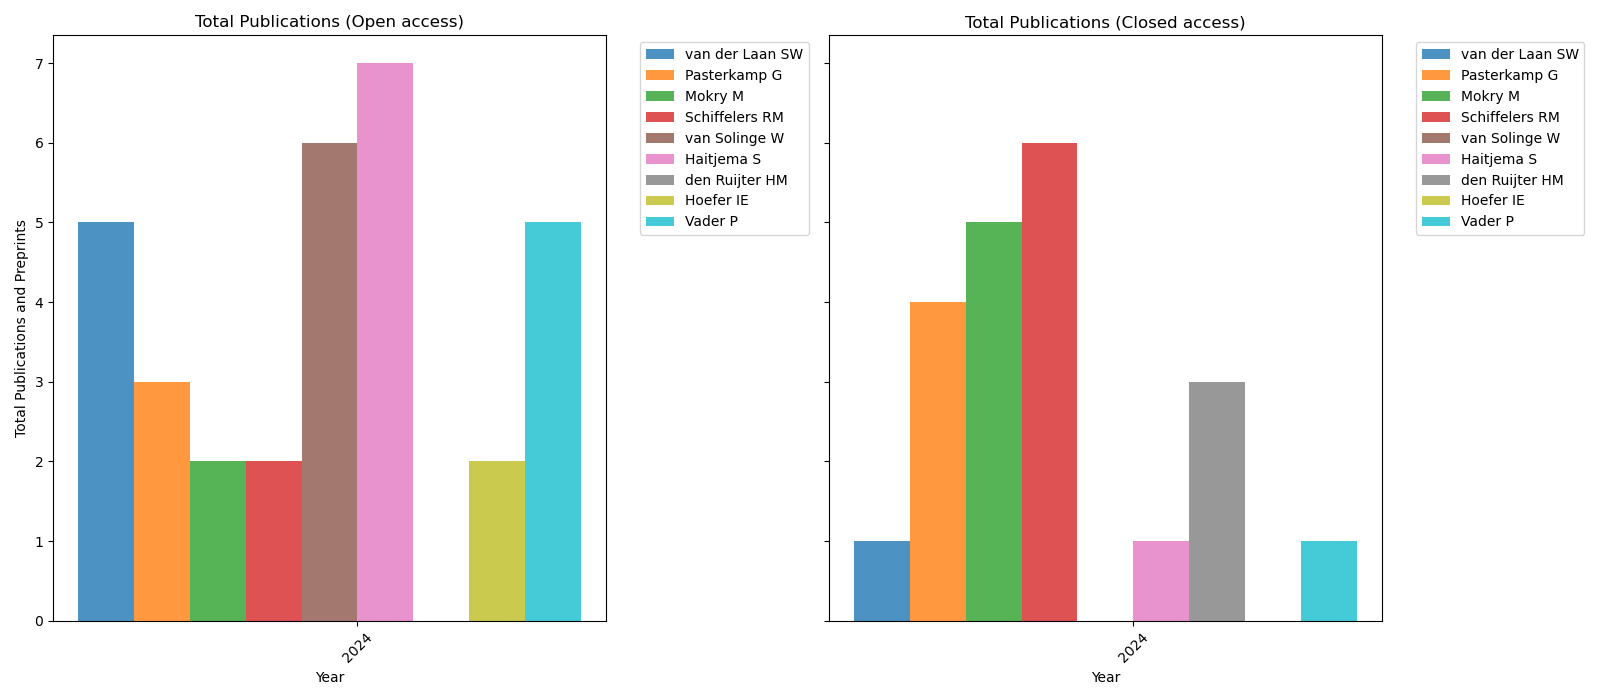 Total Publications (Open access)
Total Publications and Preprints
7
6
5
4
3
2
1
0
2024
Year
van der Laan SW
Pasterkamp G
Mokry M
Schiffelers RM
van Solinge W
Haitjema S
den Ruijter HM
Hoefer IE
Vader P
Total Publications (Closed access)
2024
Year
van der Laan SW
Pasterkamp G
Mokry M
Schiffelers RM
van Solinge W
Haitjema S
den Ruijter HM
Hoefer IE
Vader P